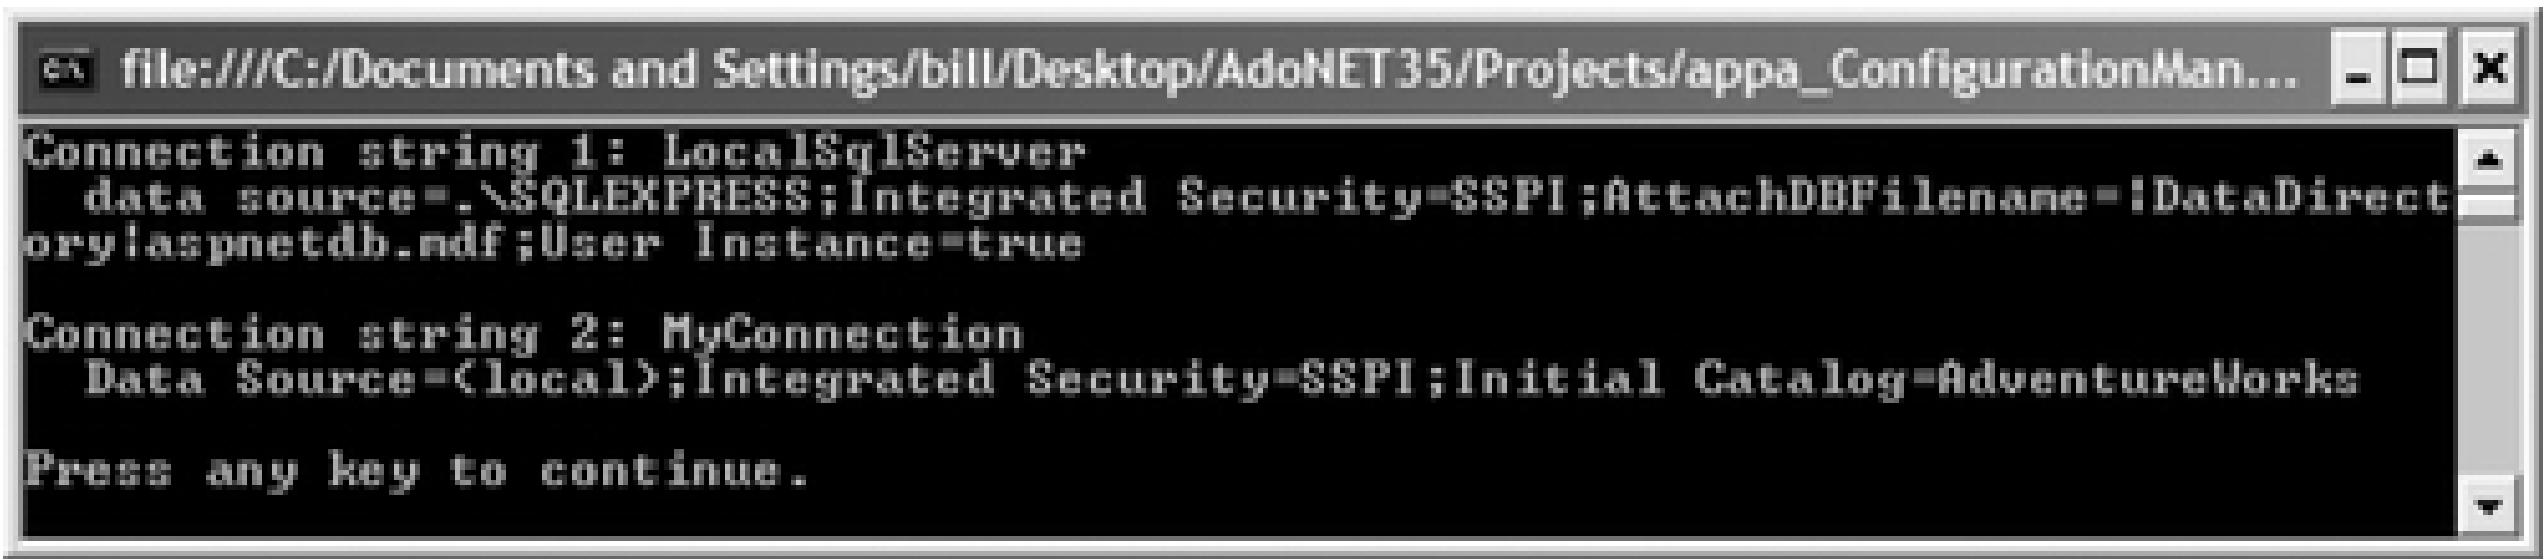 file:///C:/Documents and Settings/bill/Desktop/AdoNET35/Projects/appa_ConfigurationMan...
Connection string 1: LocalSqlServer
  data source=.\SQLEXPRESS;Integrated Security=SSPI;AttachDBFilename=|DataDirect
ory|aspnetdb.mdf;User Instance=true
Connection string 2: MyConnection
  Data Source=(local);Integrated Security=SSPI;Initial Catalog=AdventureWorks
Press any key to continue.